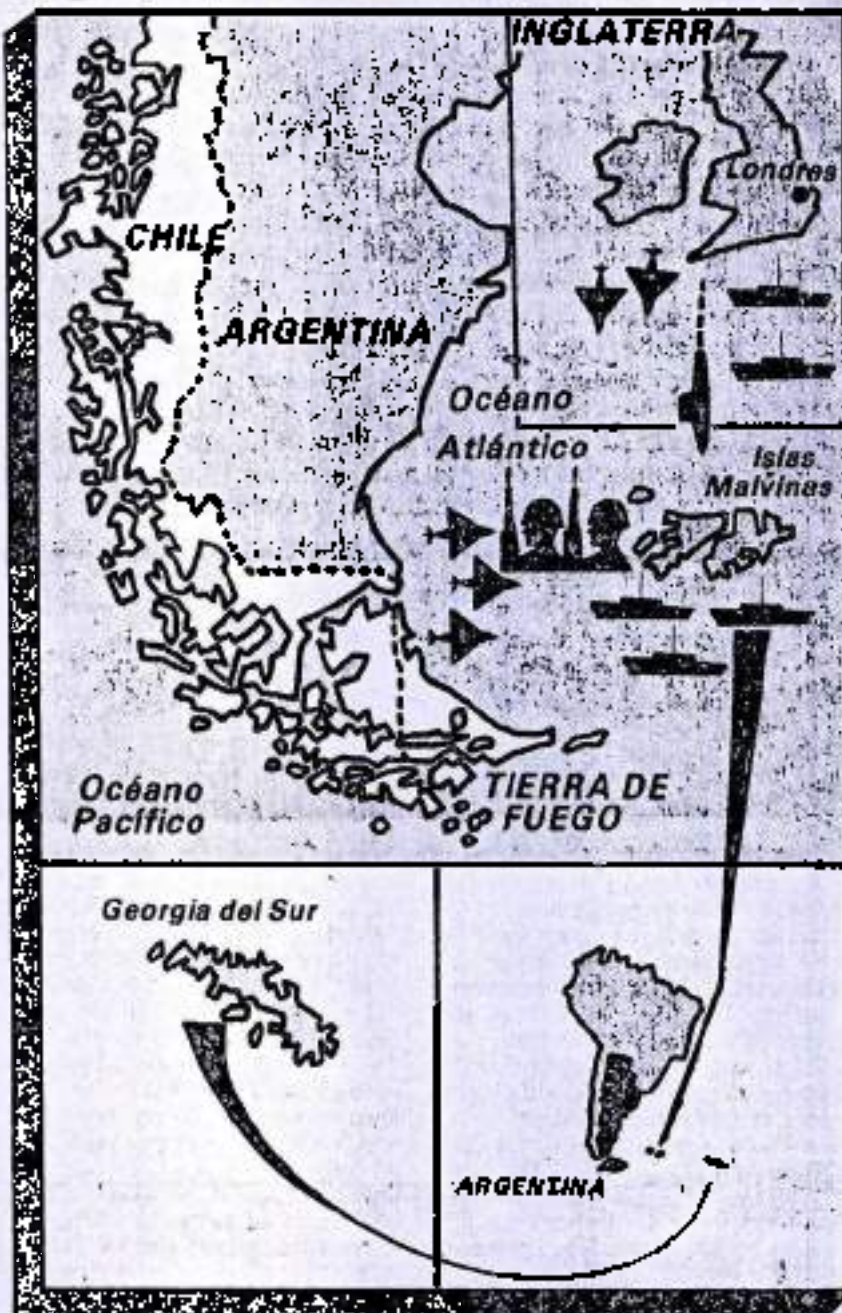 INGLATERRA
Londres
CHILE
ARGENTINA
Océano
Atlántico
Islas
Malvinas
Océano
Pacífico
TIERRA DE
FUEGO
Georgia del Sur
ARGENTINA